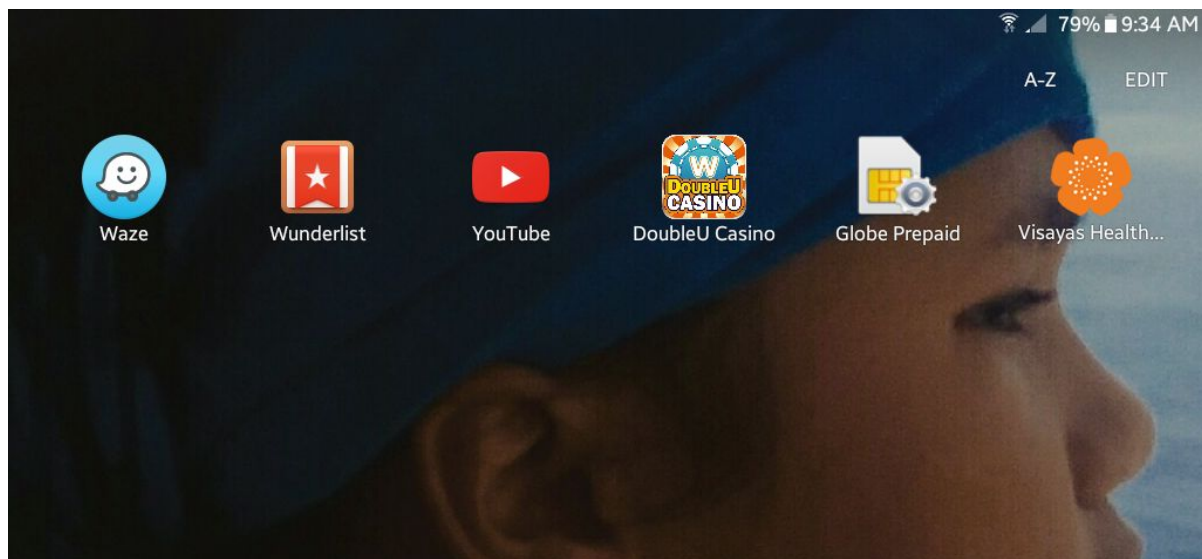 79% 9:34 AM
A-Z EDIT
W
DOUBLEU
CASINO
Waze Wunderlist YouTube DoubleU Casino Globe Prepaid Visayas Health...